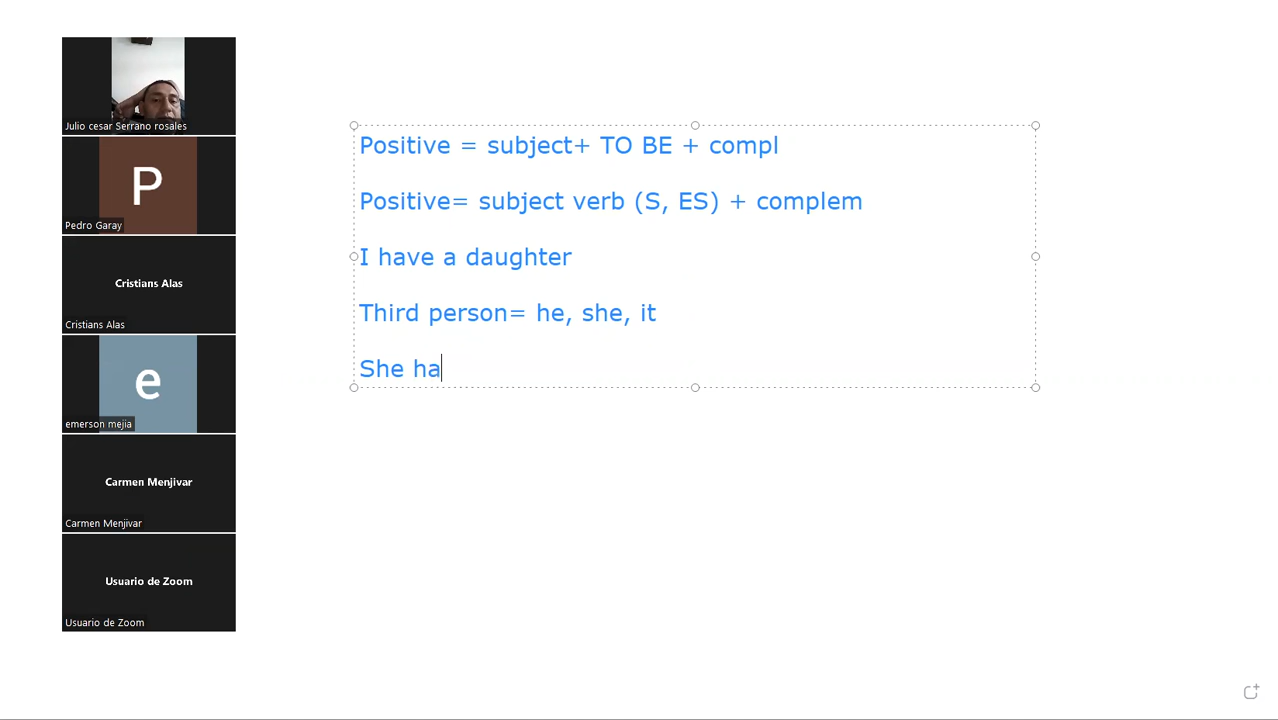 Julio cesar Serrano rosales
P
Pedro Garay
Cristians Alas
Cristians Alas
e
emerson mejia
Carmen Menjivar
Carmen Menjivar
Usuario de Zoom
Usuario de Zoom
Positive = subject+ TO BE + compl
Positive= subject verb (S, ES) + complem
I have a daughter
Third person= he, she, it
She ha